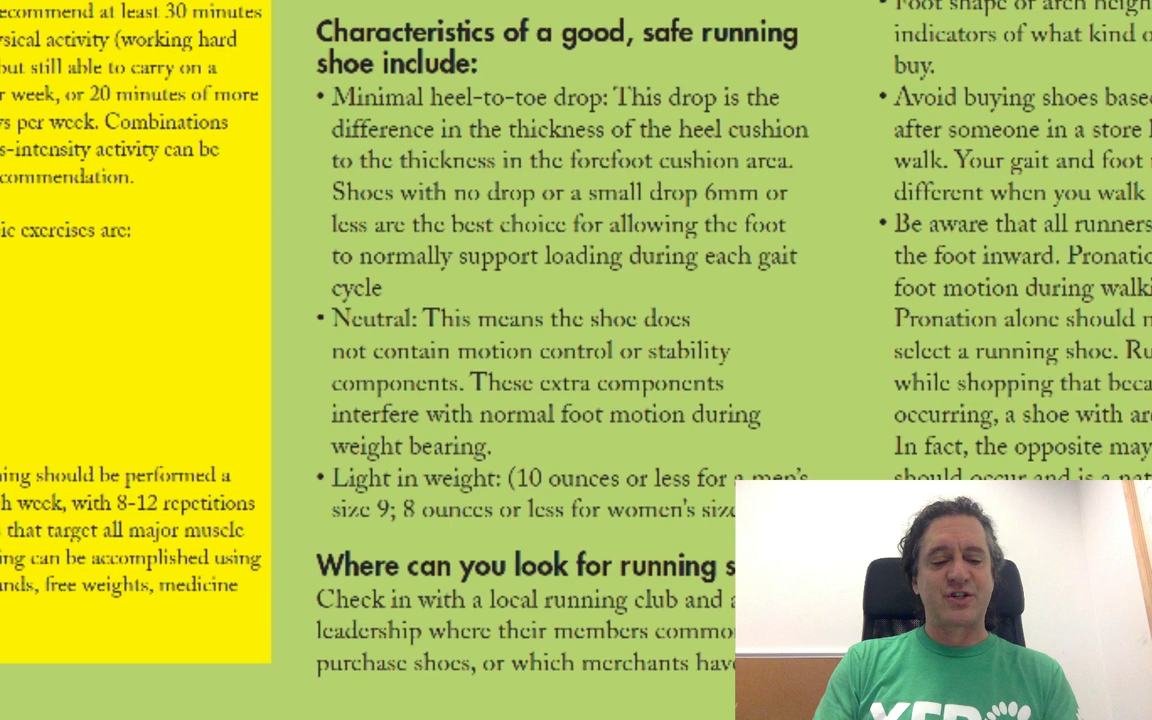 ecommend at least 30 minutes
ysical activity (working hard
but still able to carry on a
r week, or 20 minutes of more
ys per week. Combinations
s-intensity activity can be
commendation.
ic exercises are:
ning should be performed a
h week, with 8-12 repetitions
s that target all major muscle
ing can be accomplished using
ands, free weights, medicine
Characteristics of a good, safe running
shoe include:
• Minimal heel-to-toe drop: This drop is the
difference in the thickness of the heel cushion
to the thickness in the forefoot cushion area.
Shoes with no drop or a small drop 6mm or
less are the best choice for allowing the foot
to normally support loading during each gait
cycle
• Neutral: This means the shoe does
not contain motion control or stability
components. These extra components
interfere with normal foot motion during
weight bearing.
• Light in weight: (10 ounces or less for a men's
size 9; 8 ounces or less for women's size
Where can you look for running s
Check in with a local running club and a
leadership where their members commo
purchase shoes, or which merchants hav
• Foot shape or arch heigh
indicators of what kind o
buy.
• Avoid buying shoes base
after someone in a store
walk. Your gait and foot
different when you walk
• Be aware that all runners
the foot inward. Pronatio
foot motion during walki
Pronation alone should n
select a running shoe. Ru
while shopping that beca
occurring, a shoe with ar
In fact, the opposite may
should occur and is a nat
XER